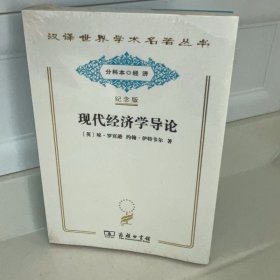 汉译世界学术名著丛书
分科本 经济
纪念版
现代经济学导论
[英] 琼·罗宾逊 约翰·伊特韦尔 著
商务印书馆